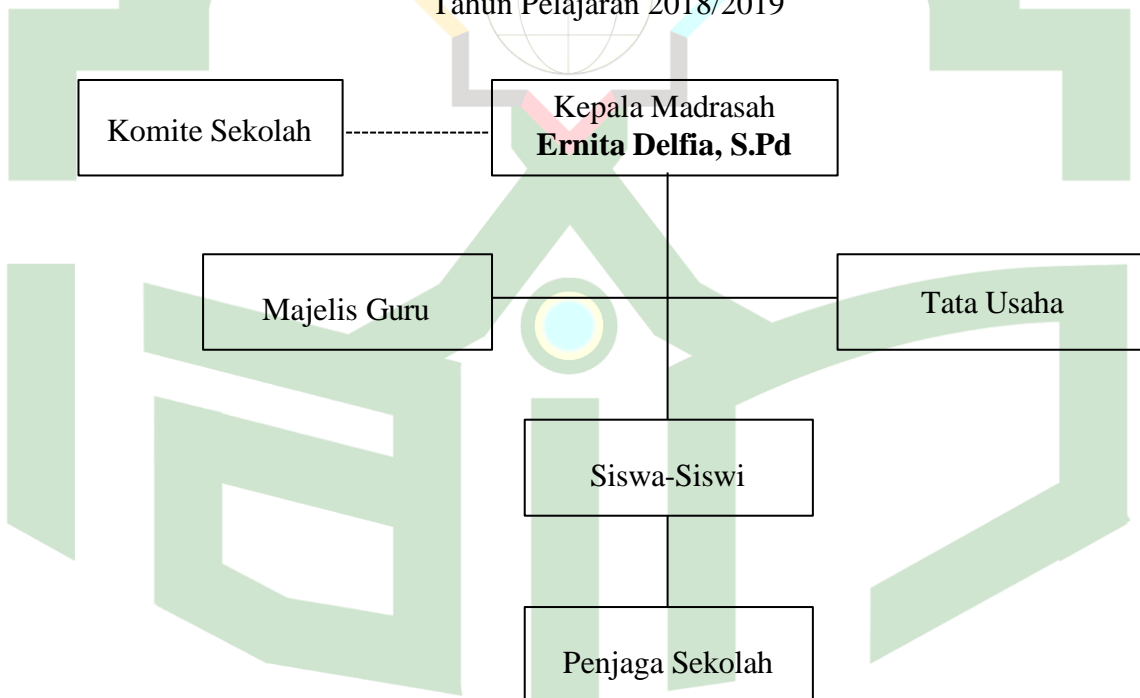 Tahun Pelajaran 2018/2019
Komite Sekolah
Kepala Madrasah
Ernita Delfia, S.Pd
Majelis Guru
Tata Usaha
Siswa-Siswi
Penjaga Sekolah